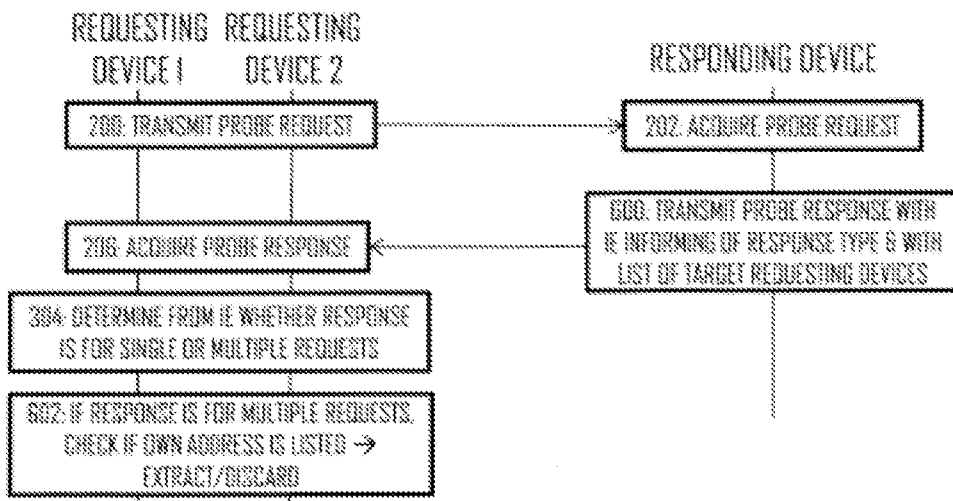 REQUESTING REQUESTING
DEVICE 1 DEVICE 2
RESPONDING DEVICE
200: TRANSMIT PROBE REQUEST
202: ACQUIRE PROBE REQUEST
600: TRANSMIT PROBE RESPONSE WITH
IE INFORMING OF RESPONSE TYPE & WITH
LIST OF TARGET REQUESTING DEVICES
206: ACQUIRE PROBE RESPONSE
304: DETERMINE FROM IE WHETHER RESPONSE
IS FOR SINGLE OR MULTIPLE REQUESTS
602: IF RESPONSE IS FOR MULTIPLE REQUESTS,
CHECK IF OWN ADDRESS IS LISTED →
EXTRACT/DISCARD